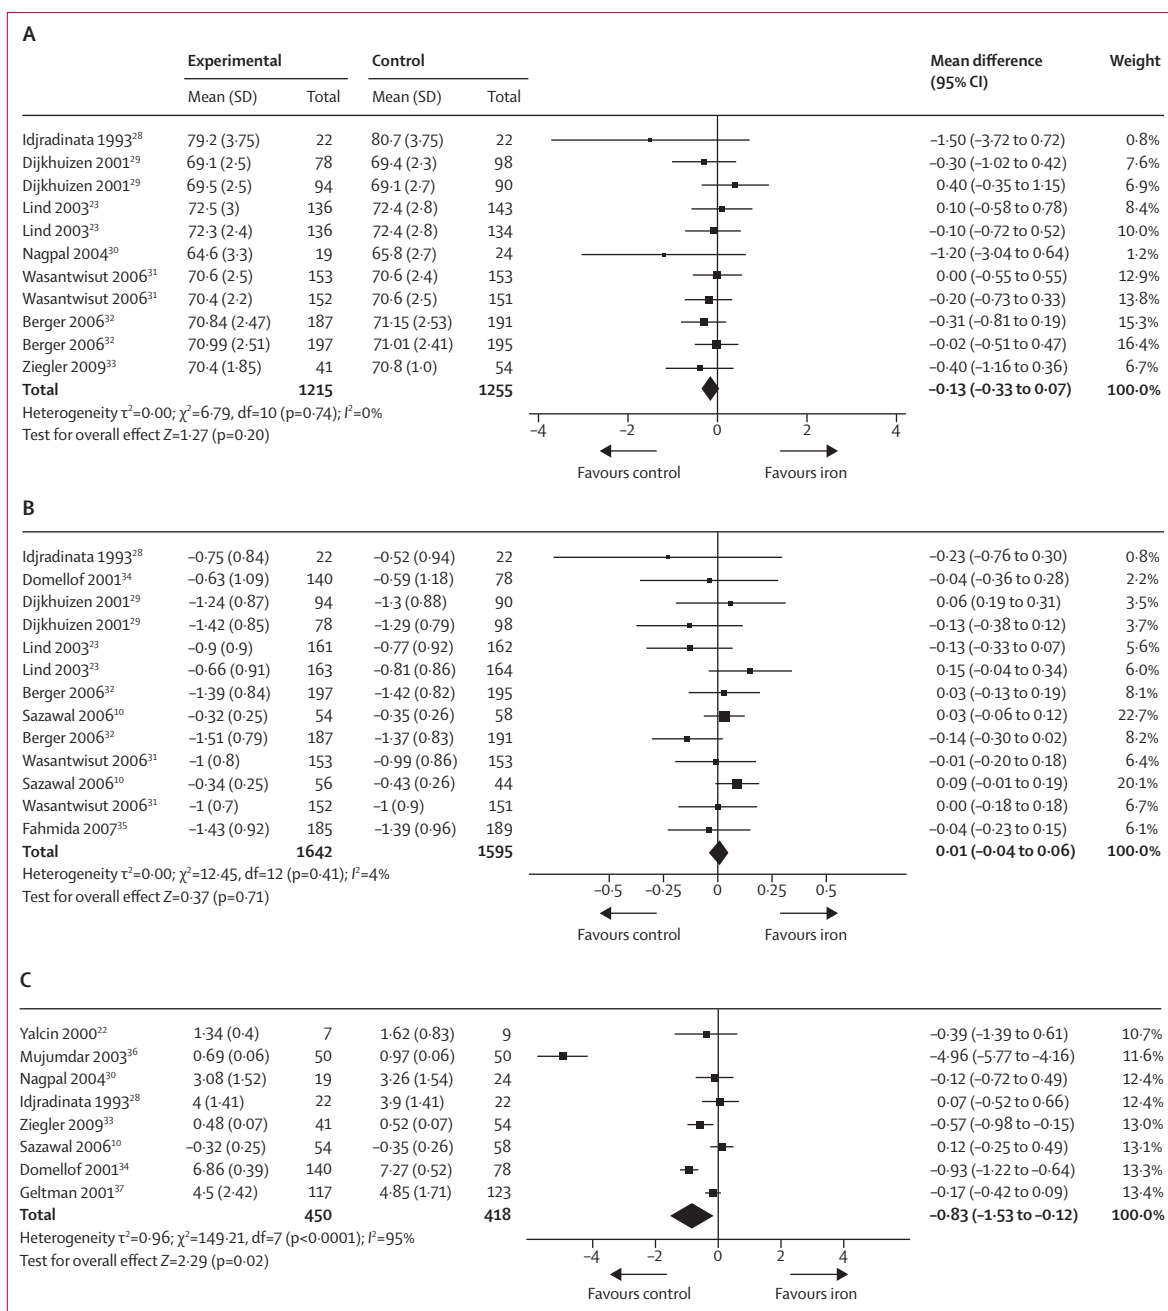 A
Experimental Control Mean difference (95% CI) Weight
Mean (SD) Total Mean (SD) Total
Idjradinata 1993²⁸ 79·2 (3·75) 22 80·7 (3·75) 22 −1·50 (−3·72 to 0·72) 0·8%
Dijkhuizen 2001²⁹ 69·1 (2·5) 78 69·4 (2·3) 98 −0·30 (−1·02 to 0·42) 7·6%
Dijkhuizen 2001²⁹ 69·5 (2·5) 94 69·1 (2·7) 90 0·40 (−0·35 to 1·15) 6·9%
Lind 2003²³ 72·5 (3) 136 72·4 (2·8) 143 0·10 (−0·58 to 0·78) 8·4%
Lind 2003²³ 72·3 (2·4) 136 72·4 (2·8) 134 −0·10 (−0·72 to 0·52) 10·0%
Nagpal 2004³⁰ 64·6 (3·3) 19 65·8 (2·7) 24 −1·20 (−3·04 to 0·64) 1·2%
Wasantwisut 2006³¹ 70·6 (2·5) 153 70·6 (2·4) 153 0·00 (−0·55 to 0·55) 12·9%
Wasantwisut 2006³¹ 70·4 (2·2) 152 70·6 (2·5) 151 −0·20 (−0·73 to 0·33) 13·8%
Berger 2006³² 70·84 (2·47) 187 71·15 (2·53) 191 −0·31 (−0·81 to 0·19) 15·3%
Berger 2006³² 70·99 (2·51) 197 71·01 (2·41) 195 −0·02 (−0·51 to 0·47) 16·4%
Ziegler 2009³³ 70·4 (1·85) 41 70·8 (1·0) 54 −0·40 (−1·16 to 0·36) 6·7%
Total 1215 1255 −0·13 (−0·33 to 0·07) 100·0%
Heterogeneity τ²=0·00; χ²=6·79, df=10 (p=0·74); I²=0%
Test for overall effect Z=1·27 (p=0·20)
−4 −2 0 2 4
Favours control Favours iron
B
Idjradinata 1993²⁸ −0·75 (0·84) 22 −0·52 (0·94) 22 −0·23 (−0·76 to 0·30) 0·8%
Domellof 2001³⁴ −0·63 (1·09) 140 −0·59 (1·18) 78 −0·04 (−0·36 to 0·28) 2·2%
Dijkhuizen 2001²⁹ −1·24 (0·87) 94 −1·3 (0·88) 90 0·06 (0·19 to 0·31) 3·5%
Dijkhuizen 2001²⁹ −1·42 (0·85) 78 −1·29 (0·79) 98 −0·13 (−0·38 to 0·12) 3·7%
Lind 2003²³ −0·9 (0·9) 161 −0·77 (0·92) 162 −0·13 (−0·33 to 0·07) 5·6%
Lind 2003²³ −0·66 (0·91) 163 −0·81 (0·86) 164 0·15 (−0·04 to 0·34) 6·0%
Berger 2006³² −1·39 (0·84) 197 −1·42 (0·82) 195 0·03 (−0·13 to 0·19) 8·1%
Sazawal 2006¹⁰ −0·32 (0·25) 54 −0·35 (0·26) 58 0·03 (−0·06 to 0·12) 22·7%
Berger 2006³² −1·51 (0·79) 187 −1·37 (0·83) 191 −0·14 (−0·30 to 0·02) 8·2%
Wasantwisut 2006³¹ −1 (0·8) 153 −0·99 (0·86) 153 −0·01 (−0·20 to 0·18) 6·4%
Sazawal 2006¹⁰ −0·34 (0·25) 56 −0·43 (0·26) 44 0·09 (−0·01 to 0·19) 20·1%
Wasantwisut 2006³¹ −1 (0·7) 152 −1 (0·9) 151 0·00 (−0·18 to 0·18) 6·7%
Fahmida 2007³⁵ −1·43 (0·92) 185 −1·39 (0·96) 189 −0·04 (−0·23 to 0·15) 6·1%
Total 1642 1595 0·01 (−0·04 to 0·06) 100·0%
Heterogeneity τ²=0·00; χ²=12·45, df=12 (p=0·41); I²=4%
Test for overall effect Z=0·37 (p=0·71)
−0·5 −0·25 0 0·25 0·5
Favours control Favours iron
C
Yalcin 2000²² 1·34 (0·4) 7 1·62 (0·83) 9 −0·39 (−1·39 to 0·61) 10·7%
Mujumdar 2003³⁶ 0·69 (0·06) 50 0·97 (0·06) 50 −4·96 (−5·77 to −4·16) 11·6%
Nagpal 2004³⁰ 3·08 (1·52) 19 3·26 (1·54) 24 −0·12 (−0·72 to 0·49) 12·4%
Idjradinata 1993²⁸ 4 (1·41) 22 3·9 (1·41) 22 0·07 (−0·52 to 0·66) 12·4%
Ziegler 2009³³ 0·48 (0·07) 41 0·52 (0·07) 54 −0·57 (−0·98 to −0·15) 13·0%
Sazawal 2006¹⁰ −0·32 (0·25) 54 −0·35 (0·26) 58 0·12 (−0·25 to 0·49) 13·1%
Domellof 2001³⁴ 6·86 (0·39) 140 7·27 (0·52) 78 −0·93 (−1·22 to −0·64) 13·3%
Geltman 2001³⁷ 4·5 (2·42) 117 4·85 (1·71) 123 −0·17 (−0·42 to 0·09) 13·4%
Total 450 418 −0·83 (−1·53 to −0·12) 100·0%
Heterogeneity τ²=0·96; χ²=149·21, df=7 (p<0·0001); I²=95%
Test for overall effect Z=2·29 (p=0·02)
−4 −2 0 2 4
Favours control Favours iron